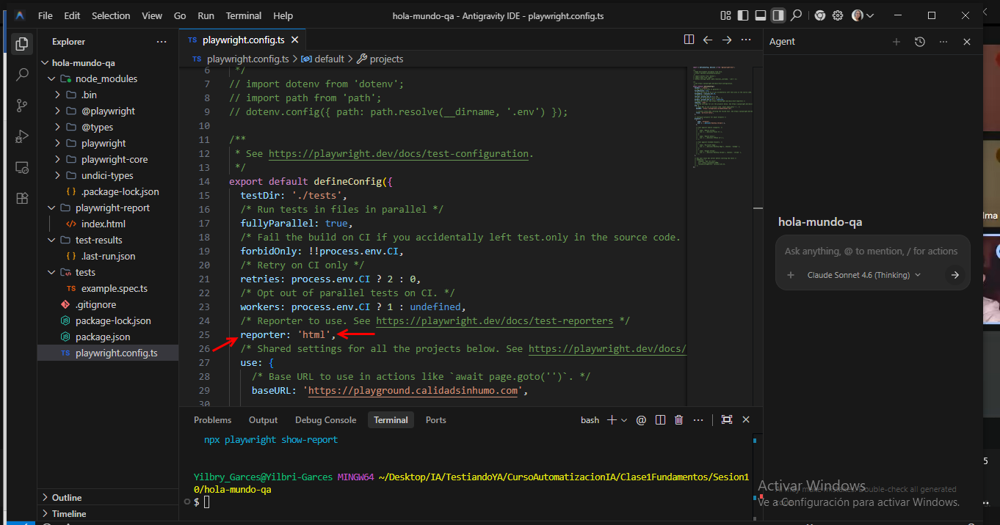 File Edit Selection View Go Run Terminal Help
hola-mundo-qa - Antigravity IDE - playwright.config.ts
Explorer
hola-mundo-qa
node_modules
.bin
@playwright
@types
playwright
playwright-core
undici-types
{ } .package-lock.json
playwright-report
index.html
test-results
{ } .last-run.json
tests
TS example.spec.ts
.gitignore
package-lock.json
package.json
TS playwright.config.ts
Outline
Timeline
TS playwright.config.ts
TS playwright.config.ts > default > projects
6 */
7 // import dotenv from 'dotenv';
8 // import path from 'path';
9 // dotenv.config({ path: path.resolve(__dirname, '.env') });
10
11 /**
12 * See https://playwright.dev/docs/test-configuration.
13 */
14 export default defineConfig({
15 testDir: './tests',
16 /* Run tests in files in parallel */
17 fullyParallel: true,
18 /* Fail the build on CI if you accidentally left test.only in the source code.
19 forbidOnly: !!process.env.CI,
20 /* Retry on CI only */
21 retries: process.env.CI ? 2 : 0,
22 /* Opt out of parallel tests on CI. */
23 workers: process.env.CI ? 1 : undefined,
24 /* Reporter to use. See https://playwright.dev/docs/test-reporters */
25 reporter: 'html',
26 /* Shared settings for all the projects below. See https://playwright.dev/docs/
27 use: {
28 /* Base URL to use in actions like `await page.goto('')`. */
29 baseURL: 'https://playground.calidadsinhumo.com',
30
Problems Output Debug Console Terminal Ports
bash
npx playwright show-report
Yilbry_Garces@Yilbri-Garces MINGW64 ~/Desktop/IA/TestiandoYA/CursoAutomatizacionIA/Clase1Fundamentos/Sesion1
0/hola-mundo-qa
$
Agent
hola-mundo-qa
Ask anything, @ to mention, / for actions
Claude Sonnet 4.6 (Thinking)
Activar Windows
Ve a Configuración para activar Windows.
double-check all generated
lma
5